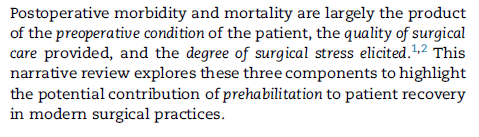 Postoperative morbidity and mortality are largely the product
of the preoperative condition of the patient, the quality of surgical
care provided, and the degree of surgical stress elicited.1,2 This
narrative review explores these three components to highlight
the potential contribution of prehabilitation to patient recovery
in modern surgical practices.